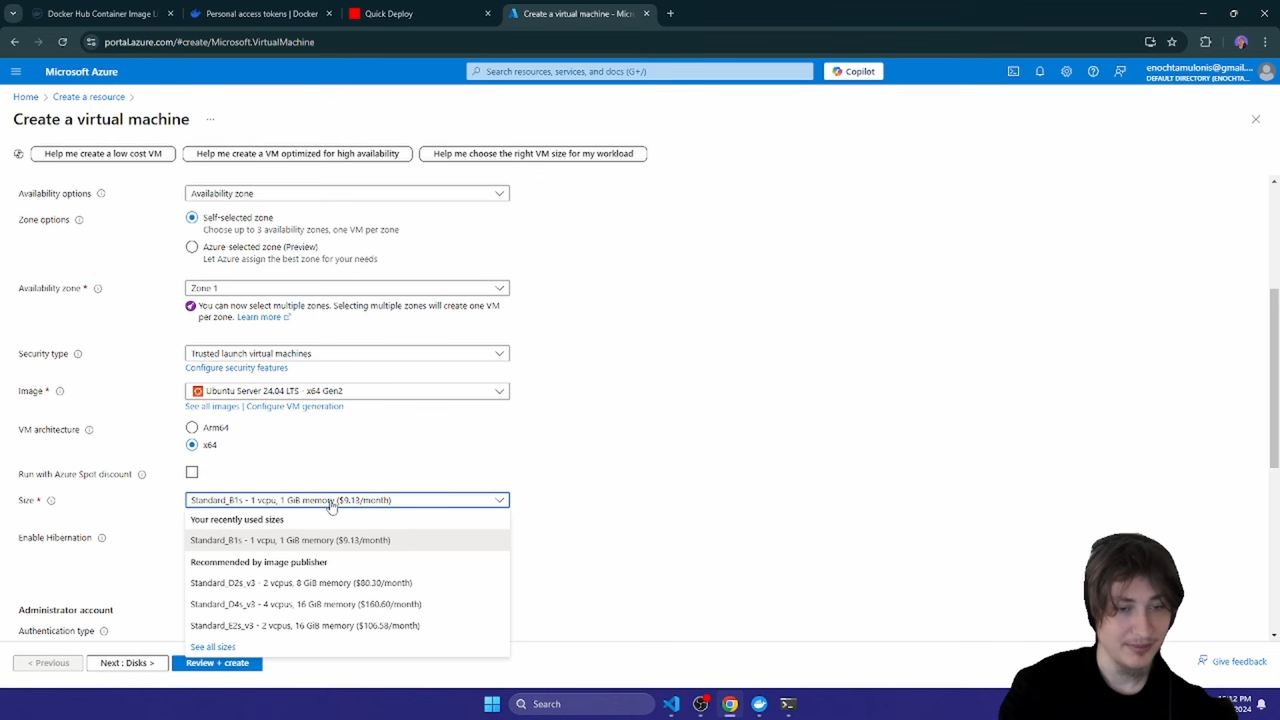 Docker Hub Container Image L
Personal access tokens | Docker
Quick Deploy
Create a virtual machine - Micro
portal.azure.com/#create/Microsoft.VirtualMachine
Microsoft Azure
Search resources, services, and docs (G+/)
Copilot
enochtamulonis@gmail....
DEFAULT DIRECTORY (ENOCHTA...
Home > Create a resource >
Create a virtual machine ...
Help me create a low cost VM
Help me create a VM optimized for high availability
Help me choose the right VM size for my workload
Availability options
Availability zone
Zone options
Self-selected zone
Choose up to 3 availability zones, one VM per zone
Azure-selected zone (Preview)
Let Azure assign the best zone for your needs
Availability zone *
Zone 1
You can now select multiple zones. Selecting multiple zones will create one VM
per zone. Learn more
Security type
Trusted launch virtual machines
Configure security features
Image *
Ubuntu Server 24.04 LTS - x64 Gen2
See all images | Configure VM generation
VM architecture
Arm64
x64
Run with Azure Spot discount
Size *
Standard_B1s - 1 vcpu, 1 GiB memory ($9.13/month)
Your recently used sizes
Standard_B1s - 1 vcpu, 1 GiB memory ($9.13/month)
Enable Hibernation
Recommended by image publisher
Standard_D2s_v3 - 2 vcpus, 8 GiB memory ($80.30/month)
Standard_D4s_v3 - 4 vcpus, 16 GiB memory ($160.60/month)
Administrator account
Standard_E2s_v3 - 2 vcpus, 16 GiB memory ($106.58/month)
Authentication type
See all sizes
< Previous
Next : Disks >
Review + create
Give feedback
Search